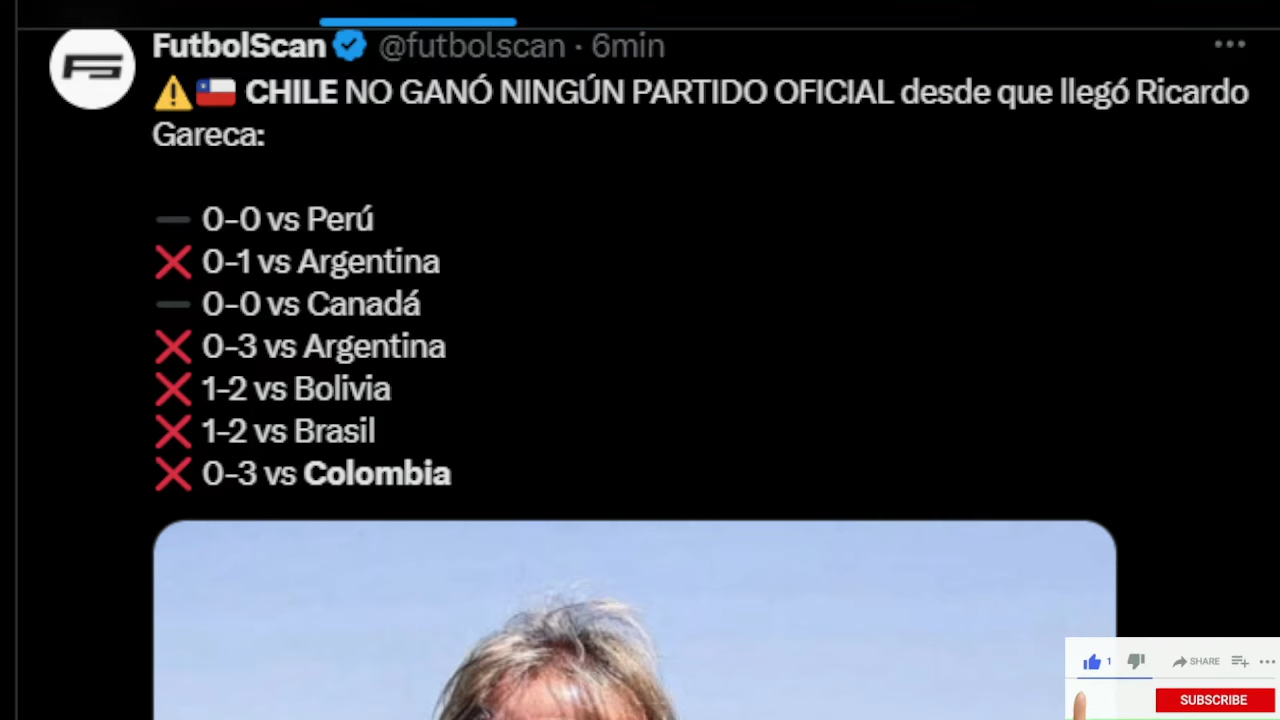 FutbolScan @futbolscan · 6min
CHILE NO GANÓ NINGÚN PARTIDO OFICIAL desde que llegó Ricardo
Gareca:
0-0 vs Perú
0-1 vs Argentina
0-0 vs Canadá
0-3 vs Argentina
1-2 vs Bolivia
1-2 vs Brasil
0-3 vs Colombia
1 SHARE
SUBSCRIBE